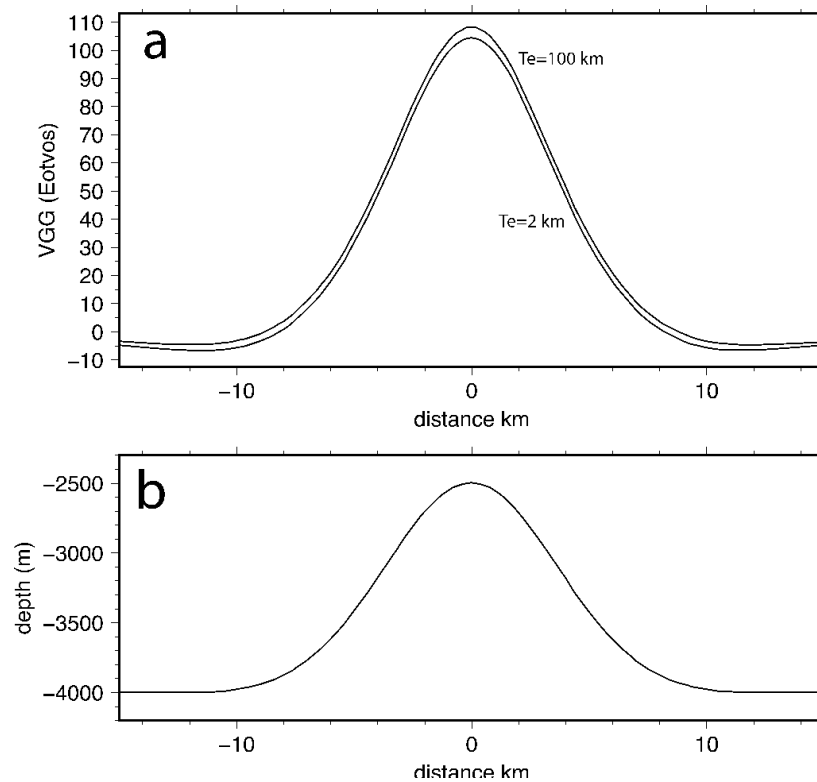 a
110
100
90
80
70
60
50
40
30
20
10
0
−10
VGG (Eotvos)
Te=100 km
Te=2 km
−10 0 10
distance km
b
−2500
−3000
−3500
−4000
depth (m)
−10 0 10
distance km